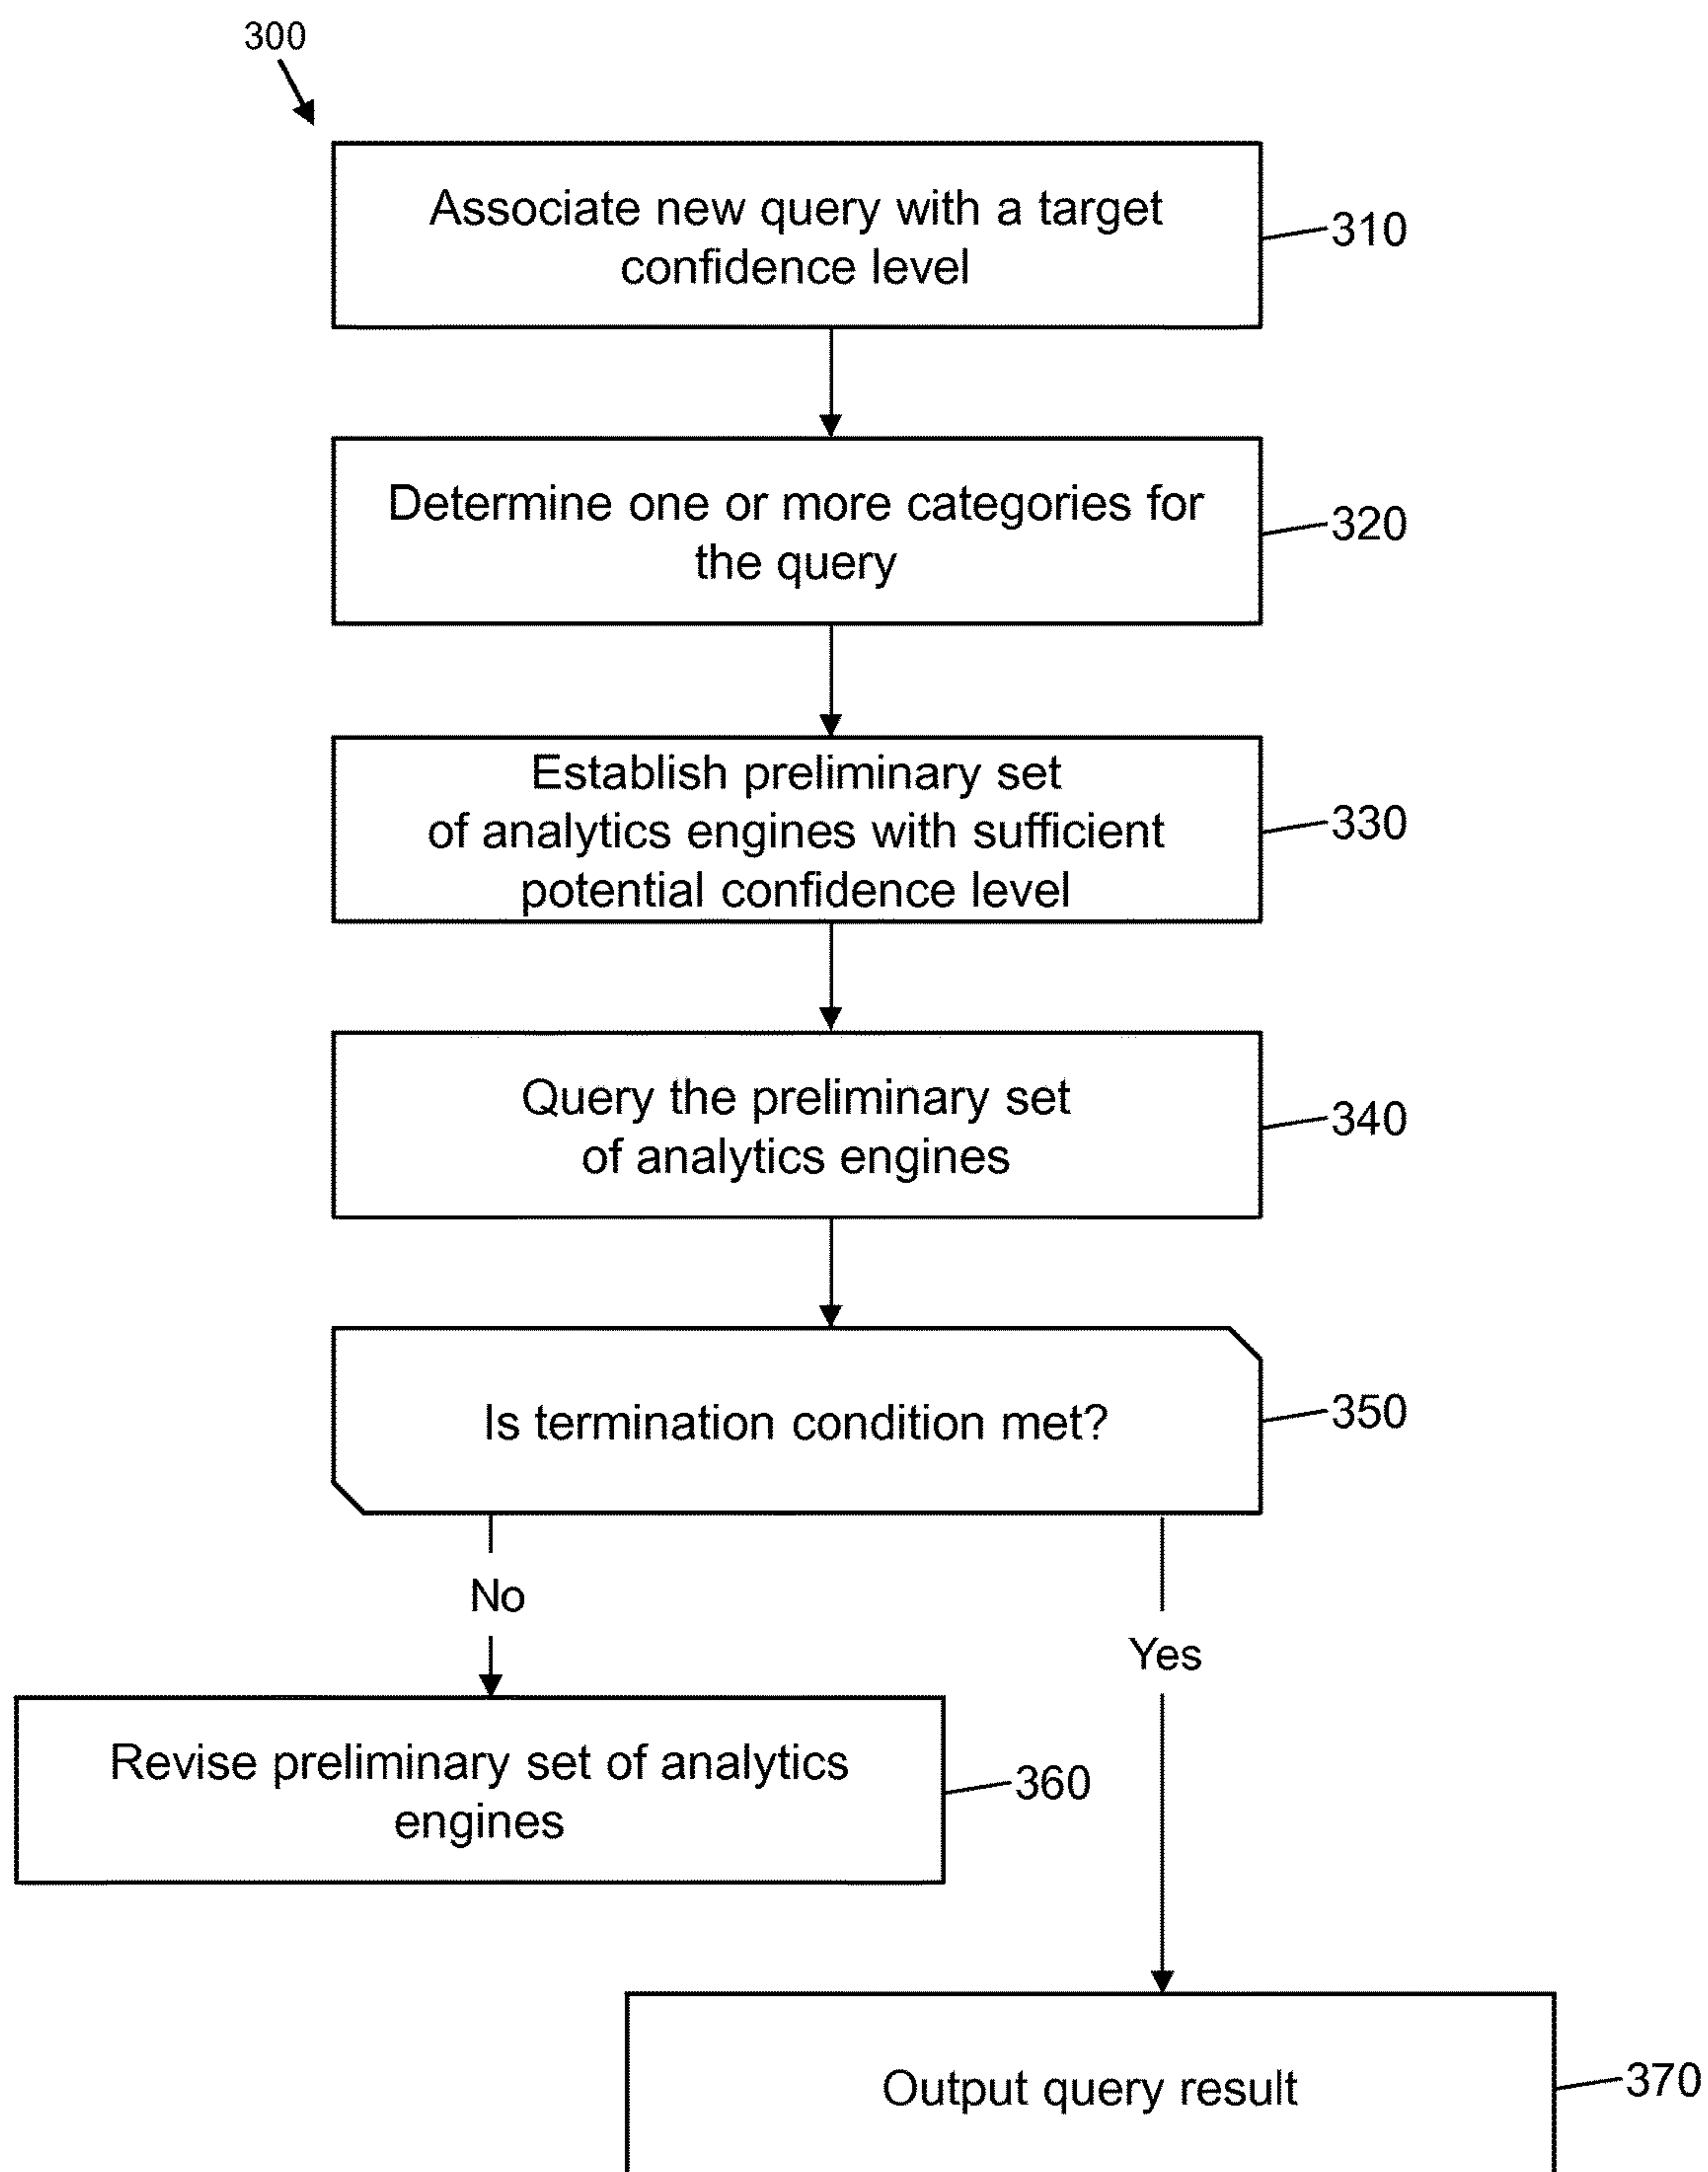 300
Associate new query with a target
confidence level
310
Determine one or more categories for
the query
320
Establish preliminary set
of analytics engines with sufficient
potential confidence level
330
Query the preliminary set
of analytics engines
340
Is termination condition met?
350
No
Yes
Revise preliminary set of analytics
engines
360
Output query result
370